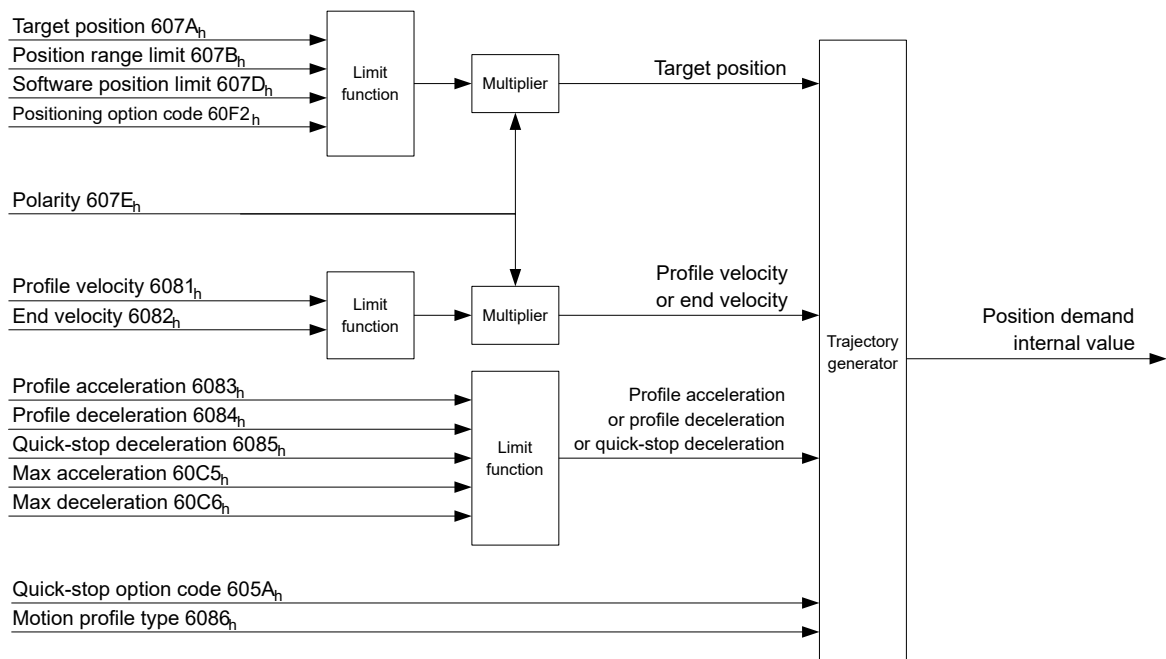 Target position 607Ah
Position range limit 607Bh
Software position limit 607Dh
Positioning option code 60F2h
Limit
function
Multiplier
Target position
Polarity 607Eh
Profile velocity 6081h
End velocity 6082h
Limit
function
Multiplier
Profile velocity
or end velocity
Trajectory
generator
Position demand
internal value
Profile acceleration 6083h
Profile deceleration 6084h
Quick-stop deceleration 6085h
Max acceleration 60C5h
Max deceleration 60C6h
Limit
function
Profile acceleration
or profile deceleration
or quick-stop deceleration
Quick-stop option code 605Ah
Motion profile type 6086h